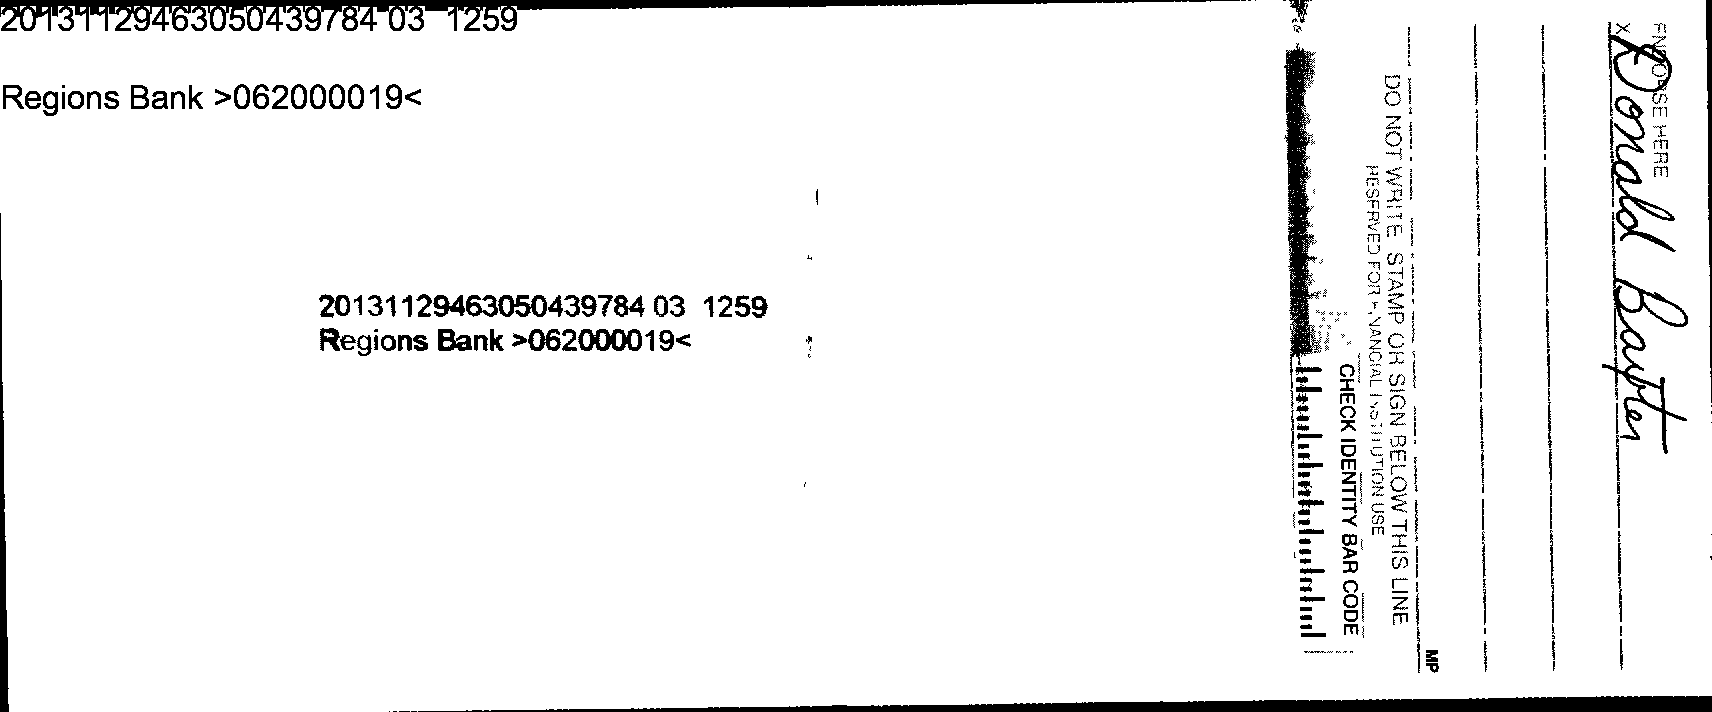 20131129463050439784 03 1259
Regions Bank >062000019<
20131129463050439784 03 1259
Regions Bank >062000019<
ENDORSE HERE
X Donald Baxter
MP
DO NOT WRITE, STAMP OR SIGN BELOW THIS LINE
RESERVED FOR FINANCIAL INSTITUTION USE
CHECK IDENTITY BAR CODE